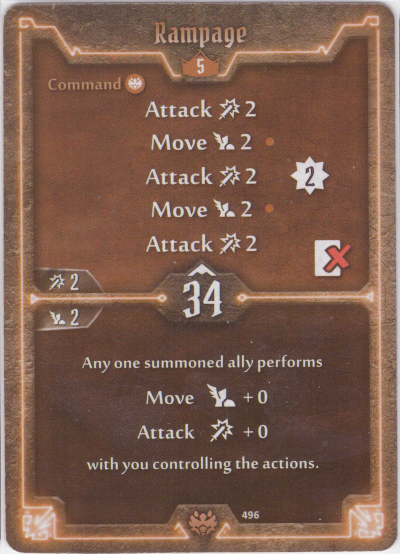 Rampage
5
Command
Attack 2
Move 2
Attack 2
2
Move 2
Attack 2
2
34
2
Any one summoned ally performs
Move + 0
Attack + 0
with you controlling the actions.
496